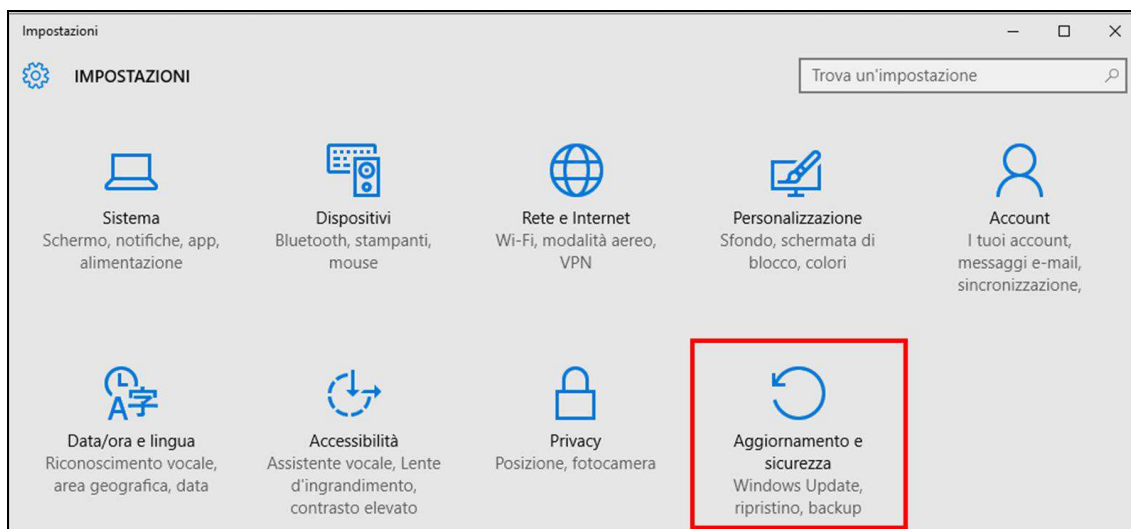 Impostazioni
IMPOSTAZIONI
Trova un'impostazione
Sistema
Schermo, notifiche, app,
alimentazione
Dispositivi
Bluetooth, stampanti,
mouse
Rete e Internet
Wi-Fi, modalità aereo,
VPN
Personalizzazione
Sfondo, schermata di
blocco, colori
Account
I tuoi account,
messaggi e-mail,
sincronizzazione,
Data/ora e lingua
Riconoscimento vocale,
area geografica, data
Accessibilità
Assistente vocale, Lente
d'ingrandimento,
contrasto elevato
Privacy
Posizione, fotocamera
Aggiornamento e
sicurezza
Windows Update,
ripristino, backup